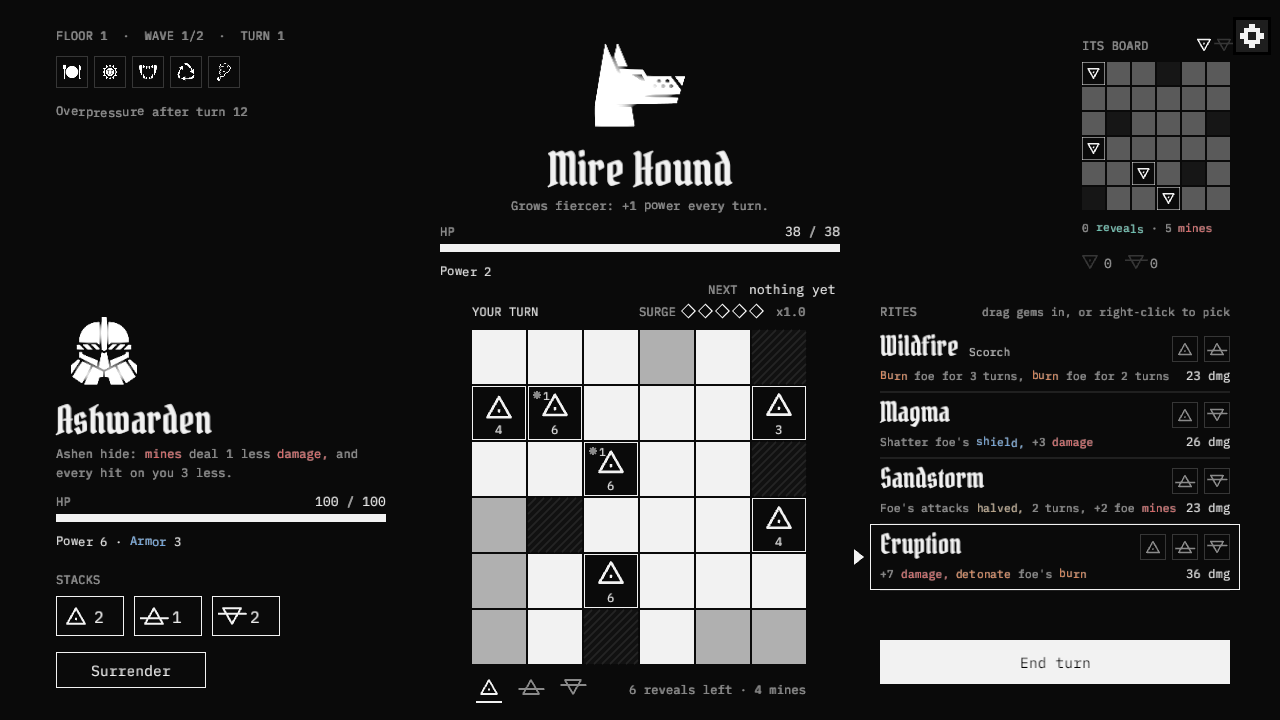 FLOOR 1 · WAVE 1/2 · TURN 1
Overpressure after turn 12
Mire Hound
Grows fiercer: +1 power every turn.
HP 38 / 38
Power 2
NEXT nothing yet
ITS BOARD
0 reveals · 5 mines
0 0
Ashwarden
Ashen hide: mines deal 1 less damage, and
every hit on you 3 less.
HP 100 / 100
Power 6 · Armor 3
STACKS
2 1 2
Surrender
YOUR TURN SURGE x1.0
4 1 6 3
1 6
4
6
6 reveals left · 4 mines
RITES drag gems in, or right-click to pick
Wildfire Scorch
Burn foe for 3 turns, burn foe for 2 turns 23 dmg
Magma
Shatter foe's shield, +3 damage 26 dmg
Sandstorm
Foe's attacks halved, 2 turns, +2 foe mines 23 dmg
Eruption
+7 damage, detonate foe's burn 36 dmg
End turn